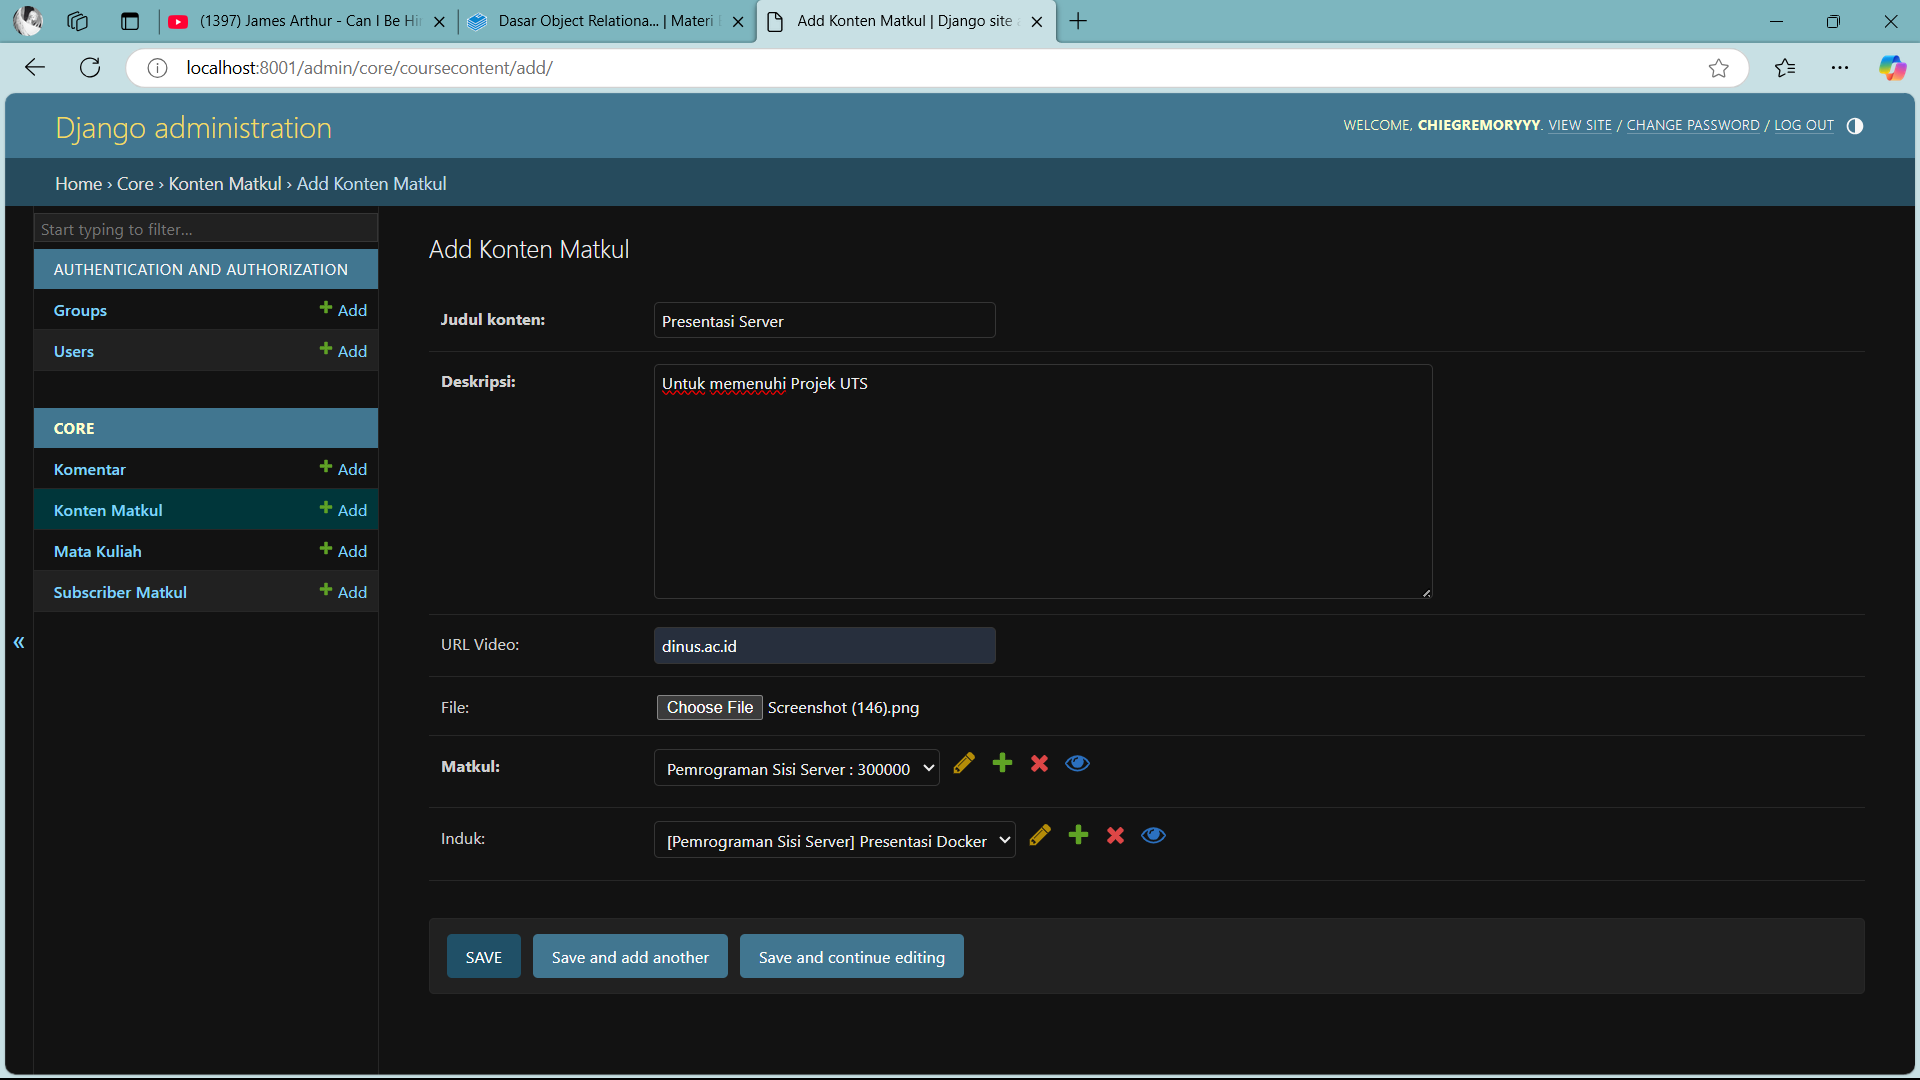 (1397) James Arthur - Can I Be Hi
Dasar Object Relationa... | Materi
Add Konten Matkul | Django site
localhost:8001/admin/core/coursecontent/add/
Django administration
WELCOME, CHIEGREMORYYY. VIEW SITE / CHANGE PASSWORD / LOG OUT
Home › Core › Konten Matkul › Add Konten Matkul
Start typing to filter...
AUTHENTICATION AND AUTHORIZATION
Groups + Add
Users + Add
CORE
Komentar + Add
Konten Matkul + Add
Mata Kuliah + Add
Subscriber Matkul + Add
«
Add Konten Matkul
Judul konten: Presentasi Server
Deskripsi: Untuk memenuhi Projek UTS
URL Video: dinus.ac.id
File: Choose File Screenshot (146).png
Matkul: Pemrograman Sisi Server : 300000
Induk: [Pemrograman Sisi Server] Presentasi Docker
SAVE Save and add another Save and continue editing